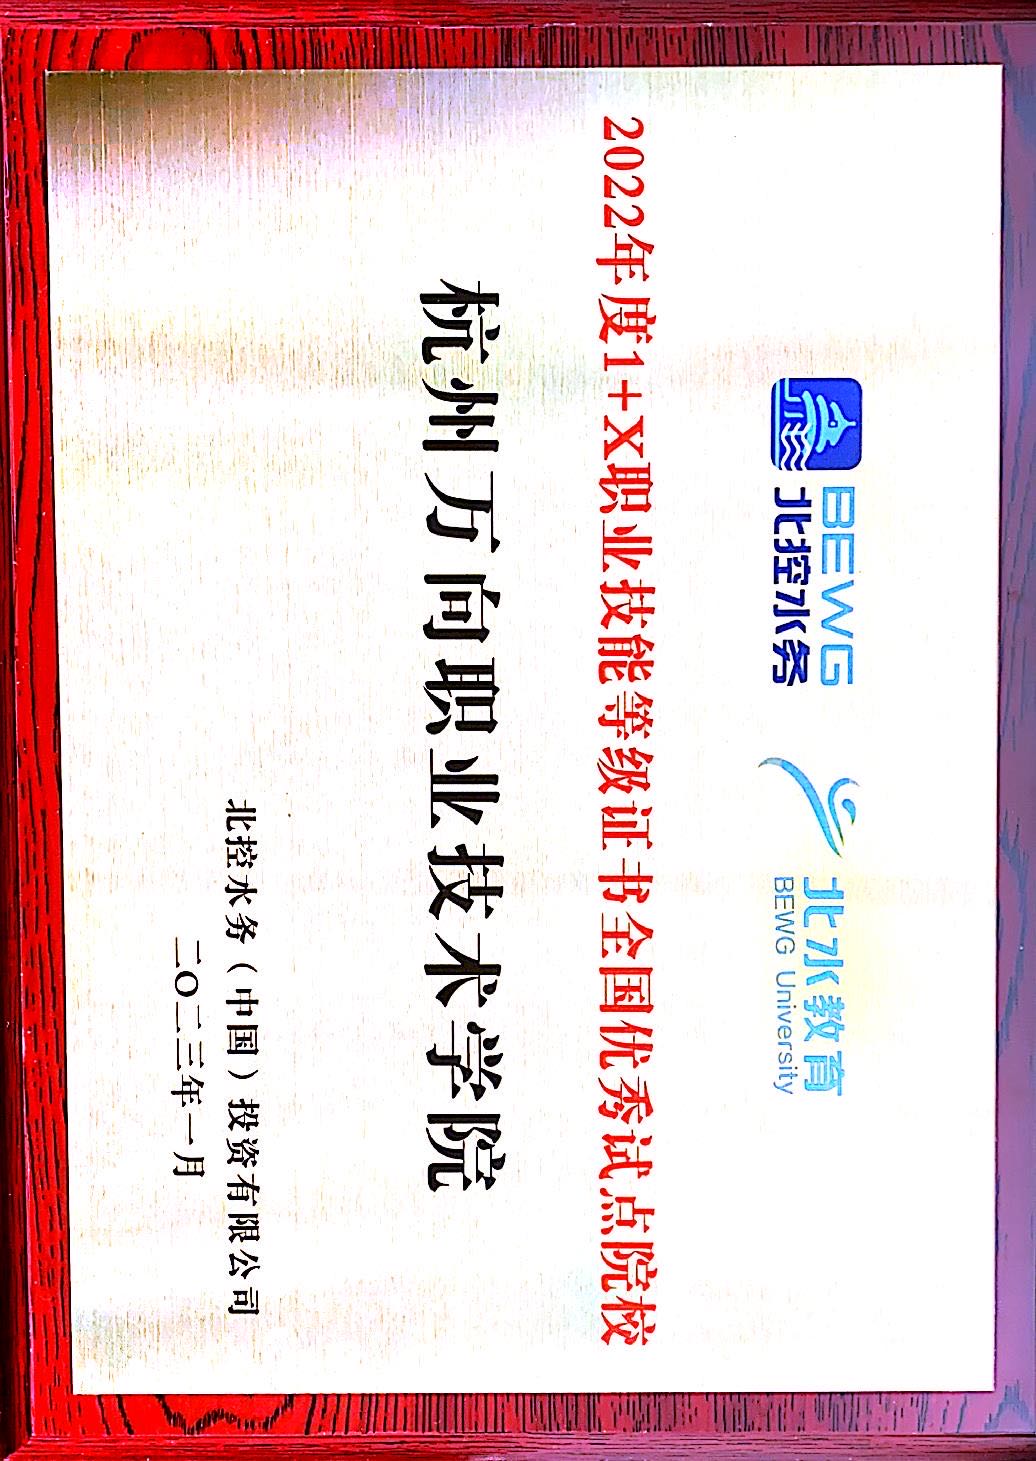 BEWG
北控水务
北水教育
BEWG University
2022年度1+X职业技能等级证书全国优秀试点院校
杭州万向职业技术学院
北控水务（中国）投资有限公司
二〇二三年一月